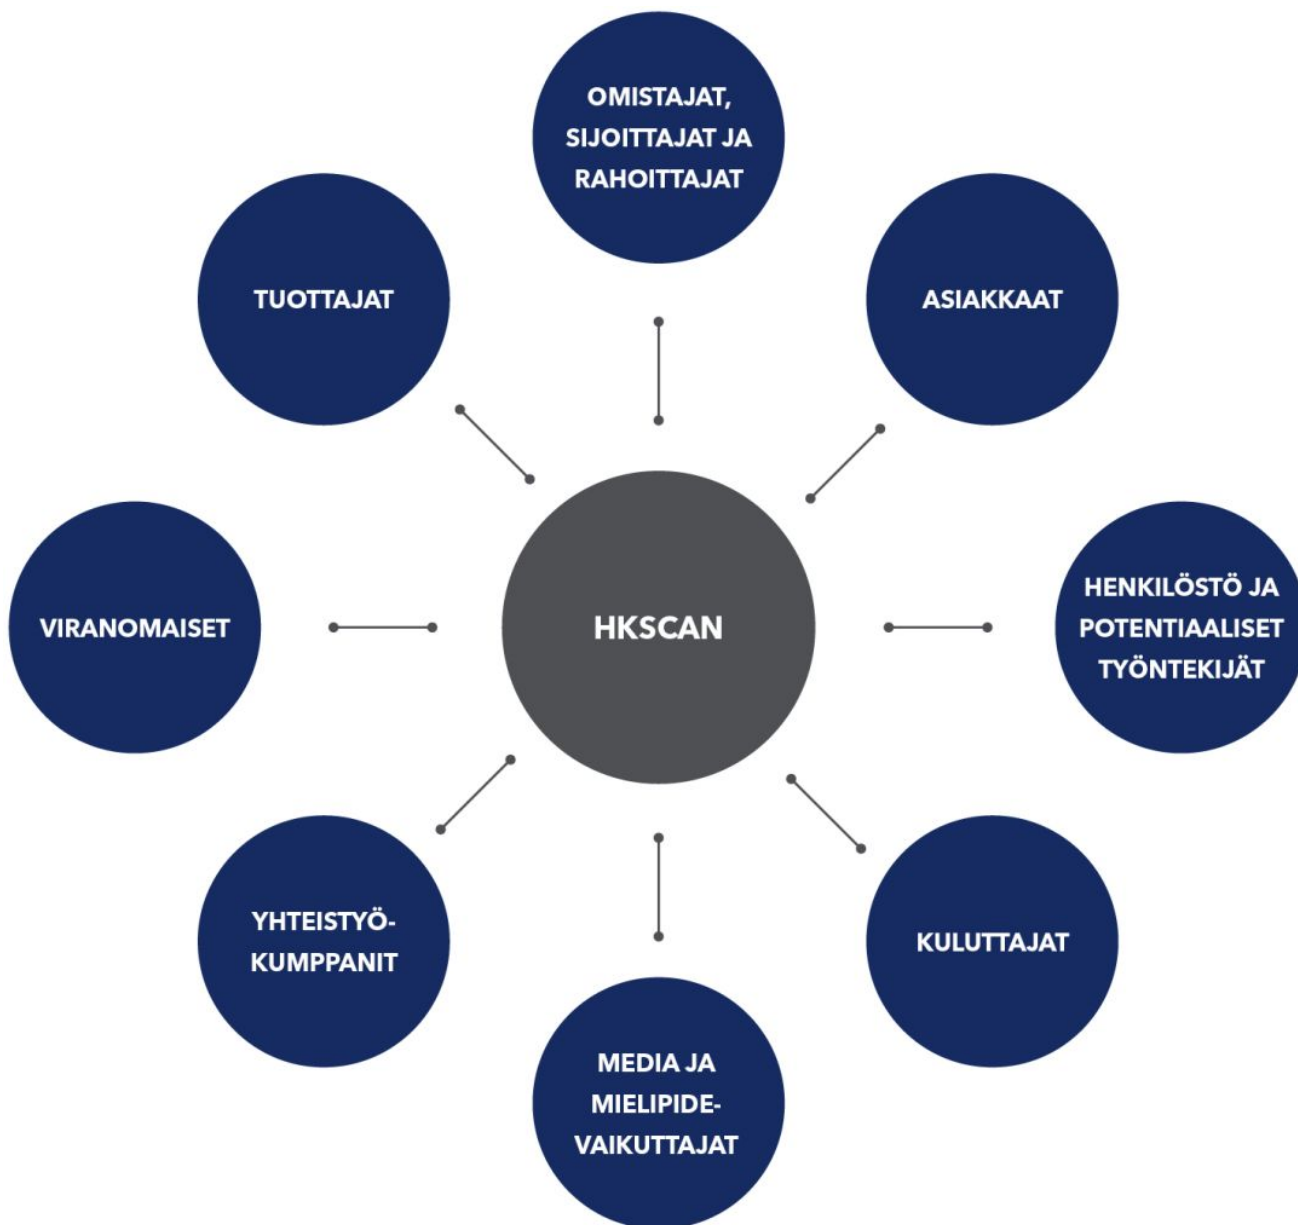 OMISTAJAT,
SIJOITTAJAT JA
RAHOITTAJAT
TUOTTAJAT
ASIAKKAAT
VIRANOMAISET
HKSCAN
HENKILÖSTÖ JA
POTENTIAALISET
TYÖNTEKIJÄT
YHTEISTYÖ-
KUMPPANIT
KULUTTAJAT
MEDIA JA
MIELIPIDE-
VAIKUTTAJAT